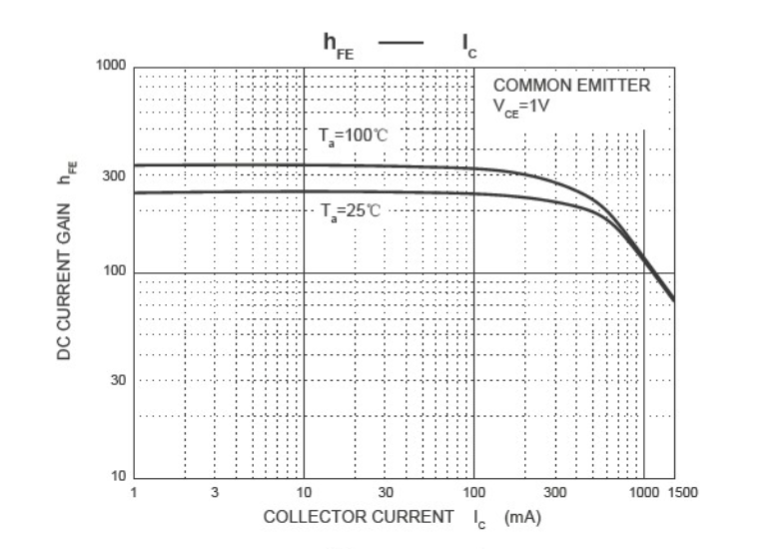 hFE — IC
1000
COMMON EMITTER
VCE=1V
Ta=100℃
300
Ta=25℃
DC CURRENT GAIN hFE
100
30
10
1 3 10 30 100 300 1000 1500
COLLECTOR CURRENT IC (mA)